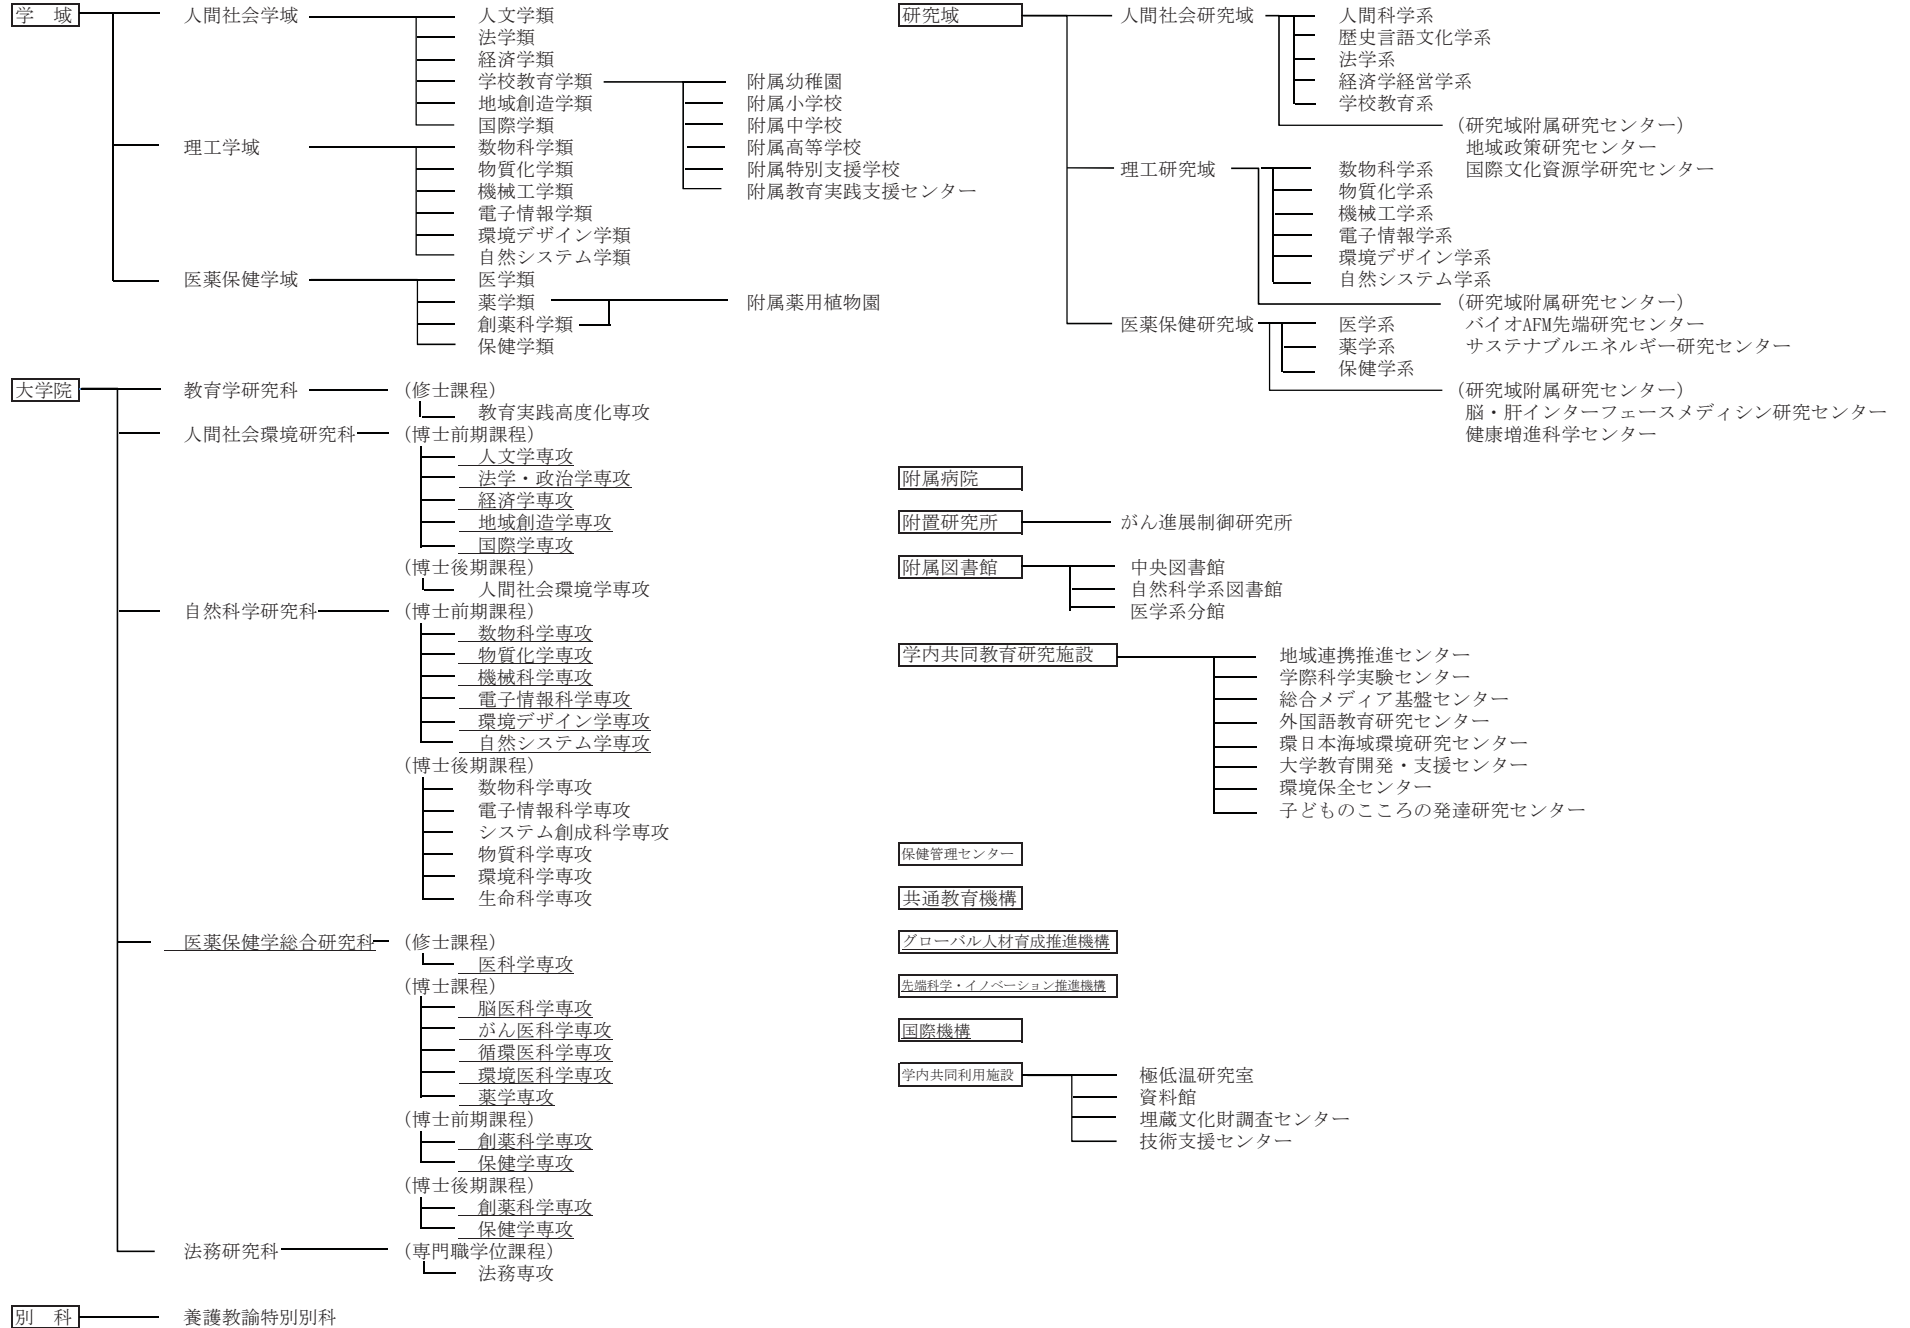 学　域
人間社会学域
人文学類
法学類
経済学類
学校教育学類
附属幼稚園
附属小学校
附属中学校
附属高等学校
附属特別支援学校
附属教育実践支援センター
地域創造学類
国際学類
理工学域
数物科学類
物質化学類
機械工学類
電子情報学類
環境デザイン学類
自然システム学類
医薬保健学域
医学類
薬学類
附属薬用植物園
創薬科学類
保健学類
大学院
教育学研究科
(修士課程)
教育実践高度化専攻
人間社会環境研究科
(博士前期課程)
人文学専攻
法学・政治学専攻
経済学専攻
地域創造学専攻
国際学専攻
(博士後期課程)
人間社会環境学専攻
自然科学研究科
(博士前期課程)
数物科学専攻
物質化学専攻
機械科学専攻
電子情報科学専攻
環境デザイン学専攻
自然システム学専攻
(博士後期課程)
数物科学専攻
電子情報科学専攻
システム創成科学専攻
物質科学専攻
環境科学専攻
生命科学専攻
医薬保健学総合研究科
(修士課程)
医科学専攻
(博士課程)
脳医科学専攻
がん医科学専攻
循環医科学専攻
環境医科学専攻
薬学専攻
(博士前期課程)
創薬科学専攻
保健学専攻
(博士後期課程)
創薬科学専攻
保健学専攻
法務研究科
(専門職学位課程)
法務専攻
別　科
養護教諭特別別科
研究域
人間社会研究域
人間科学系
歴史言語文化学系
法学系
経済学経営学系
学校教育系
(研究域附属研究センター)
地域政策研究センター
国際文化資源学研究センター
理工研究域
数物科学系
物質化学系
機械工学系
電子情報学系
環境デザイン学系
自然システム学系
(研究域附属研究センター)
バイオAFM先端研究センター
サステナブルエネルギー研究センター
医薬保健研究域
医学系
薬学系
保健学系
(研究域附属研究センター)
脳・肝インターフェースメディシン研究センター
健康増進科学センター
附属病院
附置研究所
がん進展制御研究所
附属図書館
中央図書館
自然科学系図書館
医学系分館
学内共同教育研究施設
地域連携推進センター
学際科学実験センター
総合メディア基盤センター
外国語教育研究センター
環日本海域環境研究センター
大学教育開発・支援センター
環境保全センター
子どものこころの発達研究センター
保健管理センター
共通教育機構
グローバル人材育成推進機構
先端科学・イノベーション推進機構
国際機構
学内共同利用施設
極低温研究室
資料館
埋蔵文化財調査センター
技術支援センター